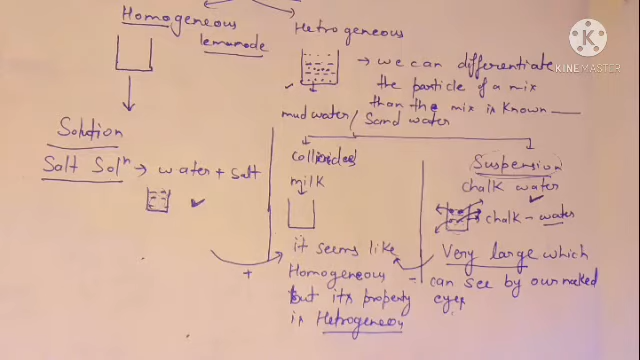 Homogeneous
Hetrogeneous
lemonade
→ we can differentiate
the particle of a mix
than the mix is known
KINEMASTER
mud water / Sand water
Solution
Salt Solⁿ → water + salt
colloidal
milk
Suspension
chalk water
chalk - water
it seems like
Homogeneous
but its property
is Hetrogeneou
+
-
Very large which
can see by our naked
eyes